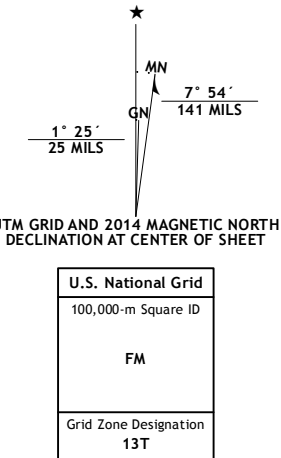 ★
MN
7° 54´
141 MILS
GN
1° 25´
25 MILS
UTM GRID AND 2014 MAGNETIC NORTH
DECLINATION AT CENTER OF SHEET
U.S. National Grid
100,000-m Square ID
FM
Grid Zone Designation
13T